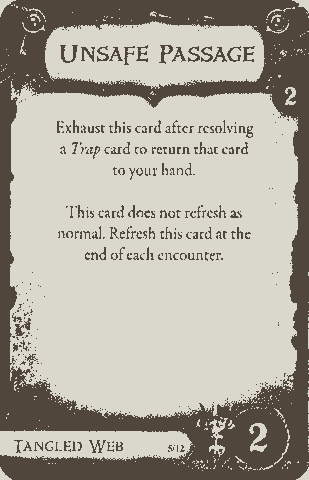 UNSAFE PASSAGE
2
Exhaust this card after resolving
a Trap card to return that card
to your hand.
This card does not refresh as
normal. Refresh this card at the
end of each encounter.
TANGLED WEB
5/12
2